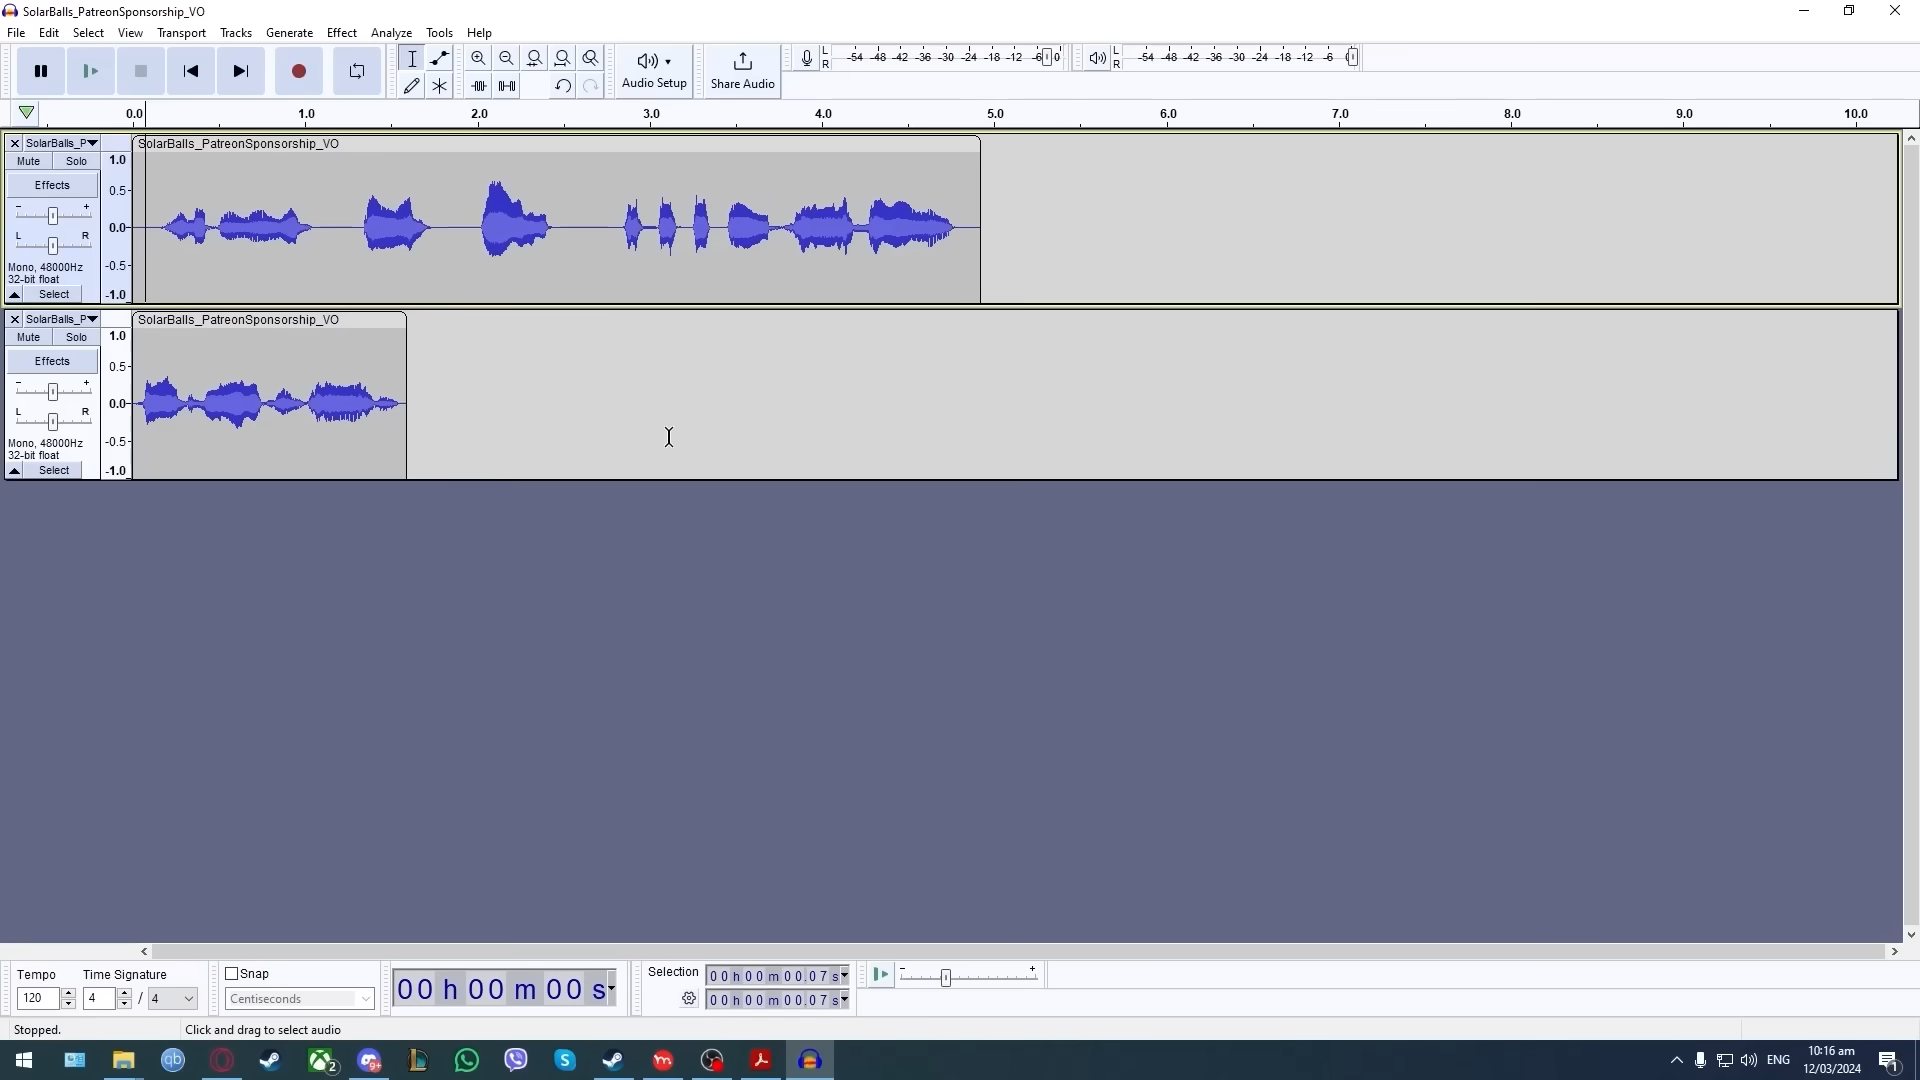 SolarBalls_PatreonSponsorship_VO
File Edit Select View Transport Tracks Generate Effect Analyze Tools Help
Audio Setup
Share Audio
L
R
-54 -48 -42 -36 -30 -24 -18 -12 -6 0
L
R
-54 -48 -42 -36 -30 -24 -18 -12 -6 0
0.0 1.0 2.0 3.0 4.0 5.0 6.0 7.0 8.0 9.0 10.0
SolarBalls_P
SolarBalls_PatreonSponsorship_VO
Mute Solo
Effects
- +
L R
Mono, 48000Hz
32-bit float
Select
1.0
0.5
0.0
-0.5
-1.0
SolarBalls_P
SolarBalls_PatreonSponsorship_VO
Mute Solo
Effects
- +
L R
Mono, 48000Hz
32-bit float
Select
1.0
0.5
0.0
-0.5
-1.0
Tempo
120
Time Signature
4 / 4
Snap
Centiseconds
00 h 00 m 00 s
Selection
00 h 00 m 00.07 s
00 h 00 m 00.07 s
- +
Stopped.
Click and drag to select audio
qb
2
9+
ENG
10:16 am
12/03/2024
1